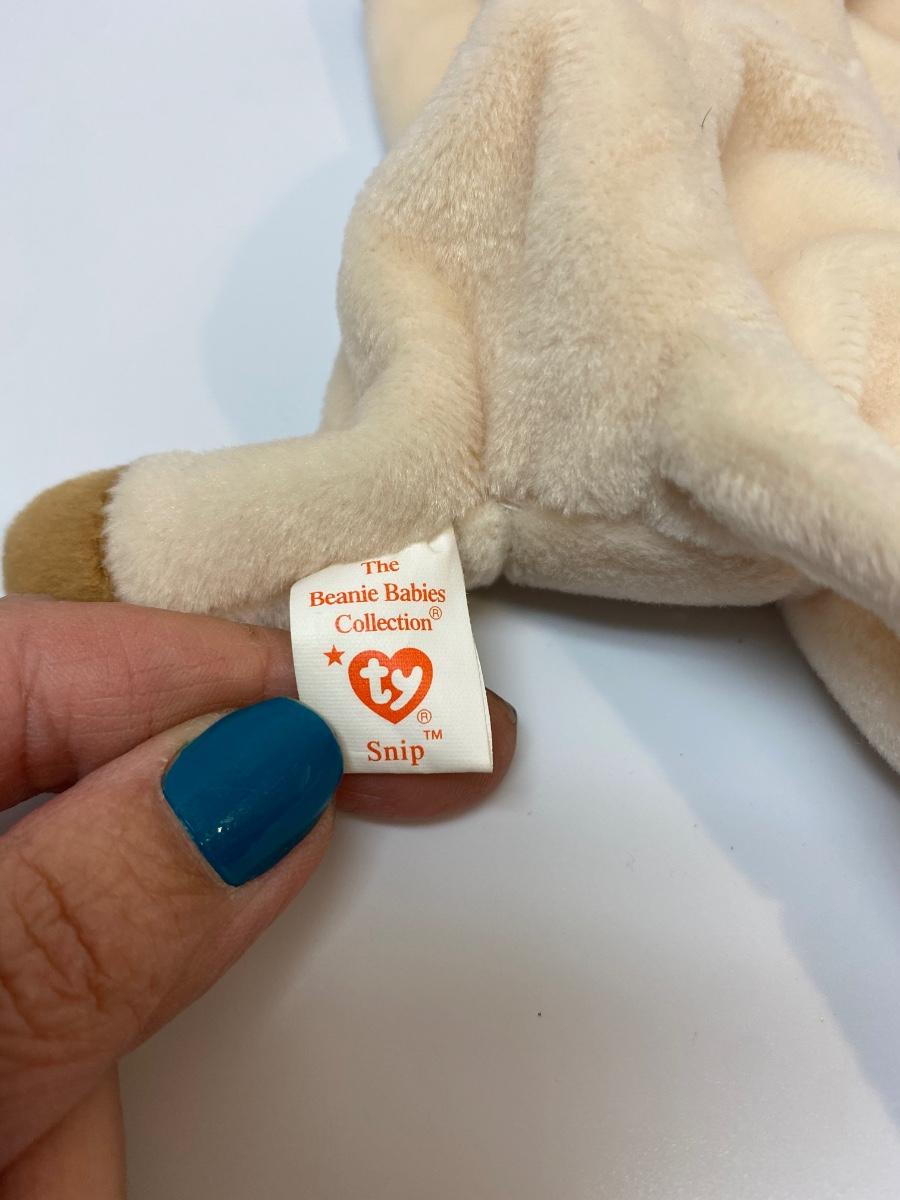 The
Beanie Babies
Collection®
ty®
Snip™